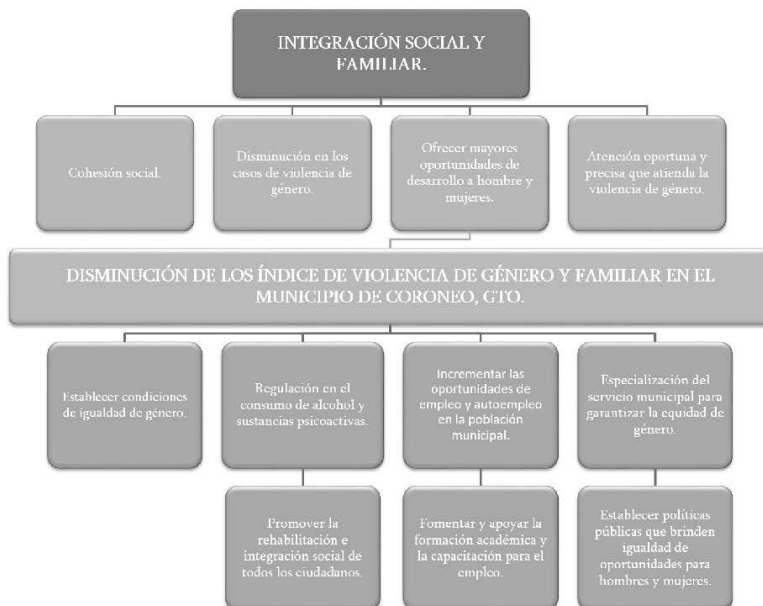 INTEGRACIÓN SOCIAL Y
FAMILIAR.
Cohesión social.
Disminución en los
casos de violencia de
género.
Ofrecer mayores
oportunidades de
desarrollo a hombre y
mujeres.
Atención oportuna y
precisa que atienda la
violencia de género.
DISMINUCIÓN DE LOS ÍNDICE DE VIOLENCIA DE GÉNERO Y FAMILIAR EN EL
MUNICIPIO DE CORONEO, GTO.
Establecer condiciones
de igualdad de género.
Regulación en el
consumo de alcohol y
sustancias psicoactivas.
Incrementar las
oportunidades de
empleo y autoempleo
en la población
municipal.
Especialización del
servicio municipal para
garantizar la equidad de
género.
Promover la
rehabilitación e
integración social de
todos los ciudadanos.
Fomentar y apoyar la
formación académica y
la capacitación para el
empleo.
Establecer políticas
públicas que brinden
igualdad de
oportunidades para
hombres y mujeres.